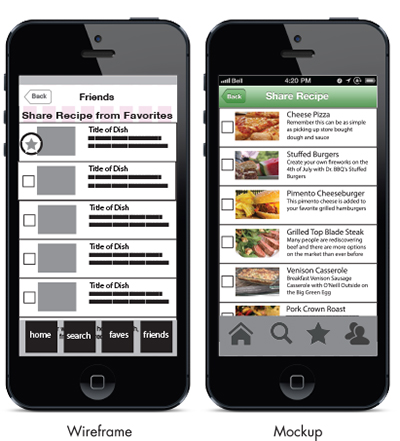 Back
Friends
Share Recipe from Favorites
Title of Dish
Title of Dish
Title of Dish
Title of Dish
Title of Dish
home
search
faves
friends
Wireframe
Bell
4:20 PM
Back
Share Recipe
Cheese Pizza
Remember this can be as simple
as picking up store bought
dough and sauce
Stuffed Burgers
Create your own fireworks on the
4th of July with Dr. BBQ's Stuffed
Burgers
Pimento Cheeseburger
This pimento cheese is added to
your favorite grilled hamburgers
Grilled Top Blade Steak
Many people are rediscovering
beef and there are more options
on the market than ever before
Venison Casserole
Breakfast Venison Sausage
Casserole with O'Neill Outside on
the Big Green Egg
Pork Crown Roast
Mockup